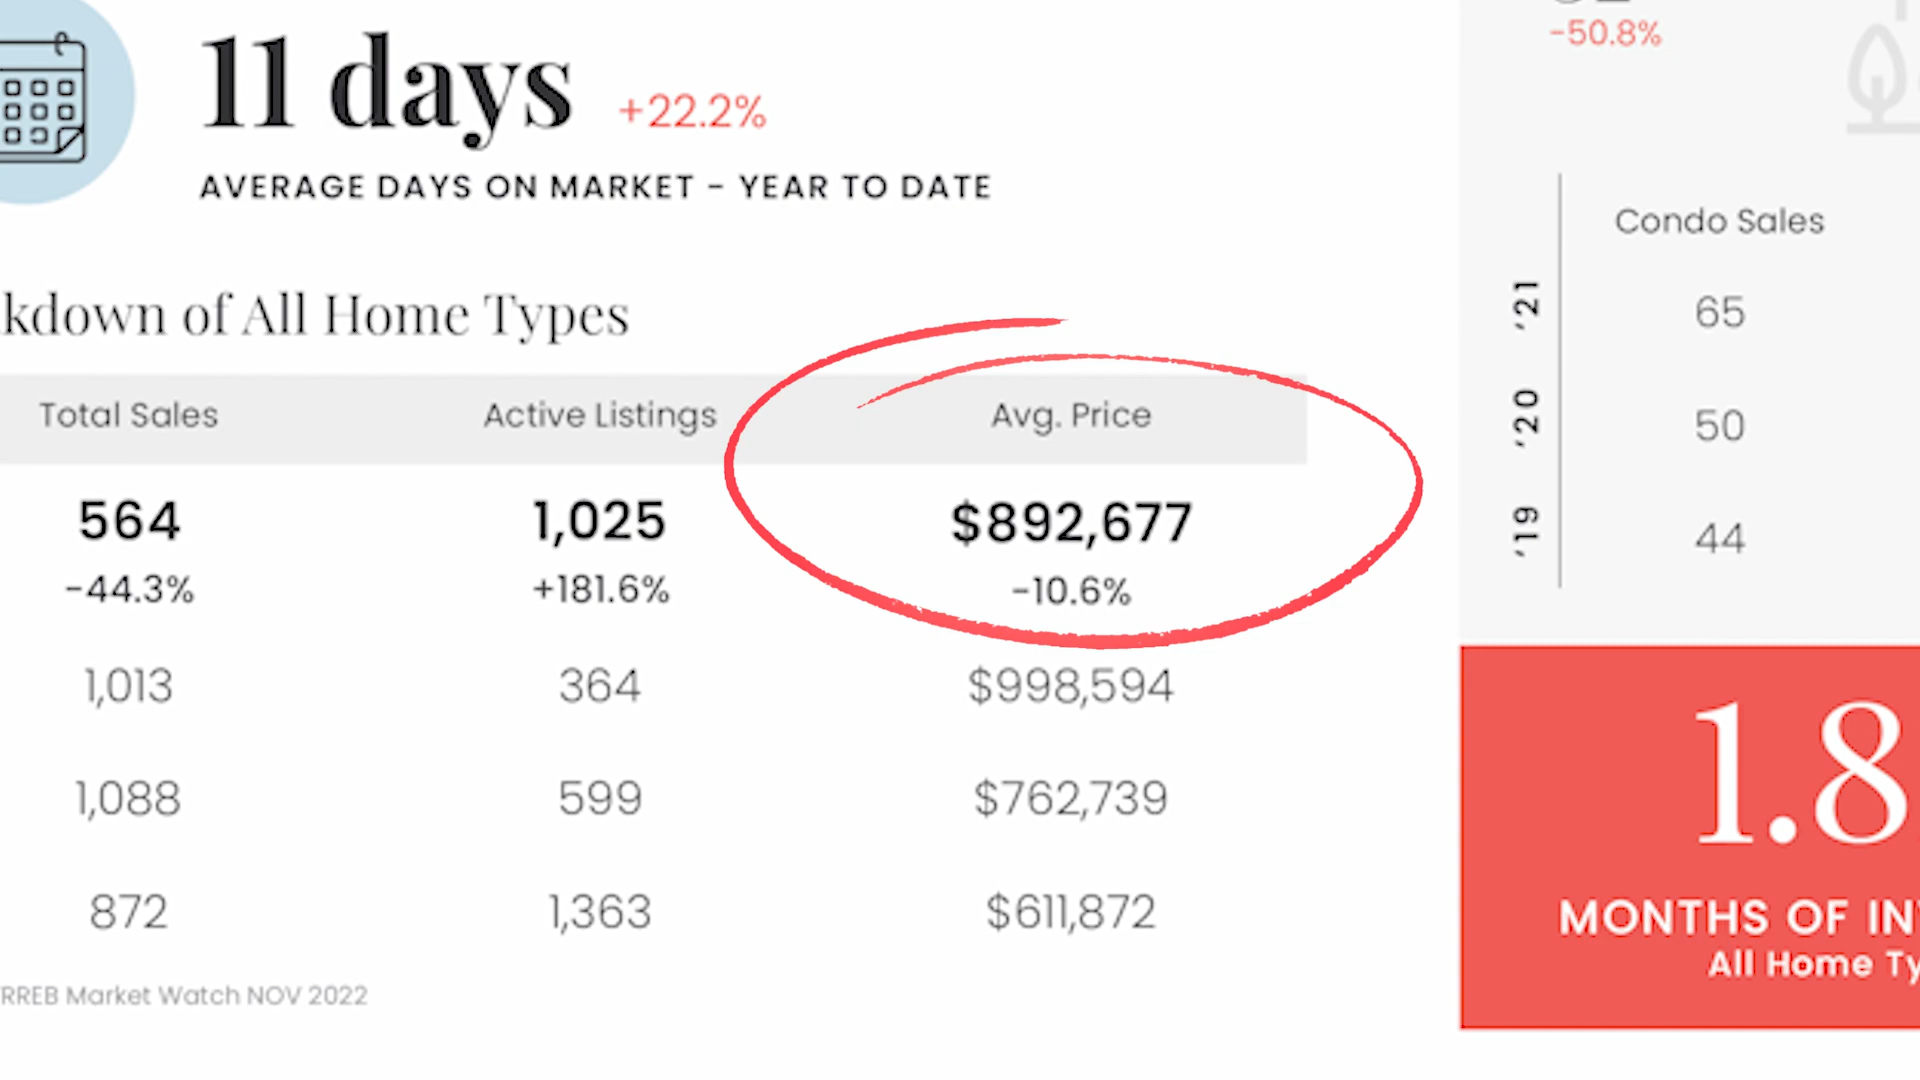 11 days +22.2%
AVERAGE DAYS ON MARKET - YEAR TO DATE
kdown of All Home Types
Total Sales Active Listings Avg. Price
564 1,025 $892,677
-44.3% +181.6% -10.6%
1,013 364 $998,594
1,088 599 $762,739
872 1,363 $611,872
RREB Market Watch NOV 2022
-50.8%
Condo Sales
'21 65
'20 50
'19 44
1.8
MONTHS OF IN
All Home Ty